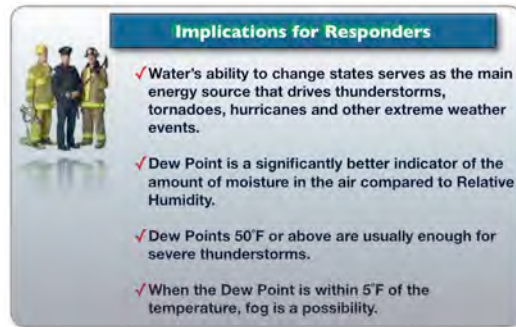 Implications for Responders
✓Water's ability to change states serves as the main
energy source that drives thunderstorms,
tornadoes, hurricanes and other extreme weather
events.
✓Dew Point is a significantly better indicator of the
amount of moisture in the air compared to Relative
Humidity.
✓Dew Points 50°F or above are usually enough for
severe thunderstorms.
✓When the Dew Point is within 5°F of the
temperature, fog is a possibility.